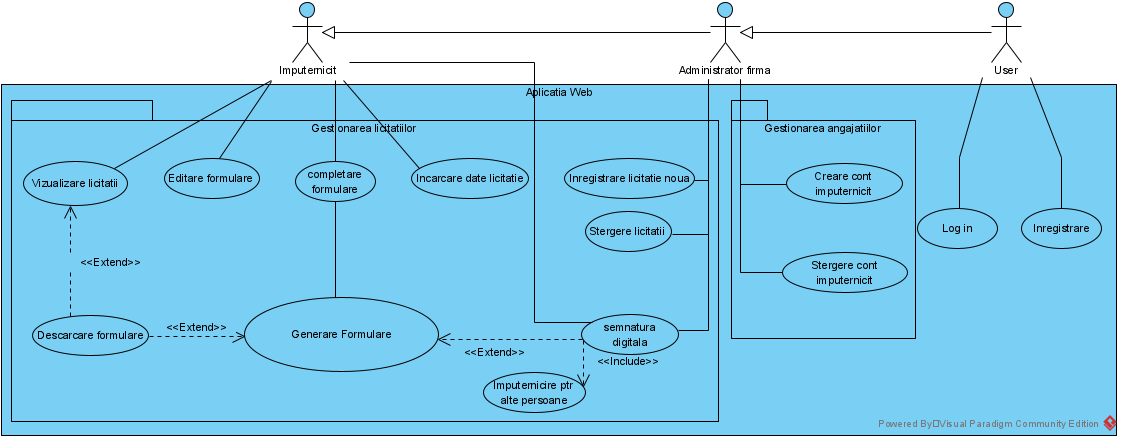 Imputernicit
Administrator firma
User
Aplicatia Web
Gestionarea licitatiilor
Gestionarea angajatiilor
Vizualizare licitatii
Editare formulare
completare
formulare
Incarcare date licitatie
Inregistrare licitatie noua
Creare cont
imputernicit
Stergere licitatii
Log in
Inregistrare
<<Extend>>
Stergere cont
imputernicit
Descarcare formulare
<<Extend>>
Generare Formulare
semnatura
digitala
<<Extend>>
<<Include>>
Imputernicire ptr
alte persoane
Powered By Visual Paradigm Community Edition